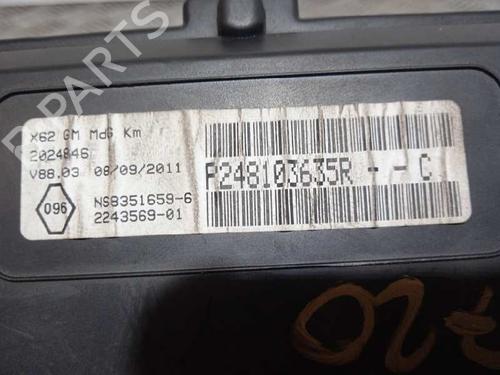 X62 GM MdG Km
2024846
V88.03 08/09/2011
P248103635R - - C
096
NS8351659-6
2243569-01
B-PARTS